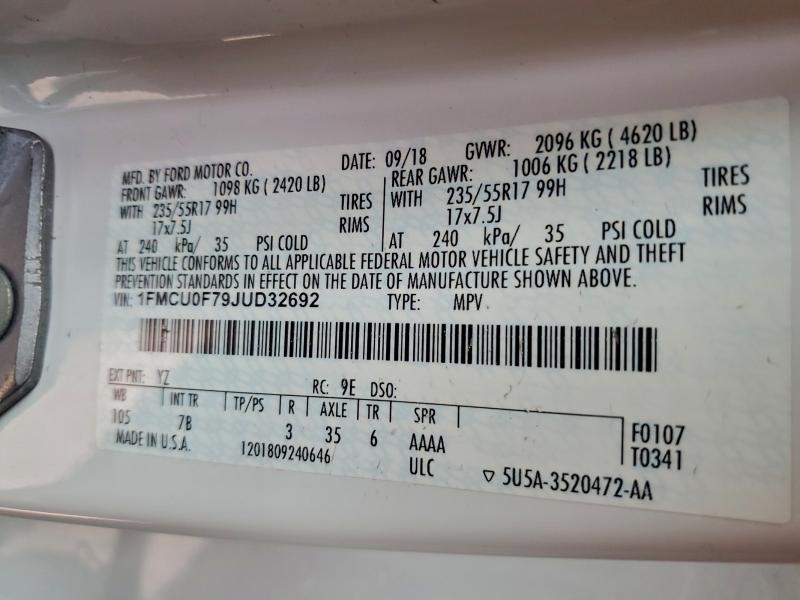 MFD. BY FORD MOTOR CO. DATE: 09/18 GVWR: 2096 KG ( 4620 LB)
FRONT GAWR: 1098 KG ( 2420 LB) REAR GAWR: 1006 KG ( 2218 LB)
WITH 235/55R17 99H TIRES WITH 235/55R17 99H TIRES
17x7.5J RIMS 17x7.5J RIMS
AT 240 kPa/ 35 PSI COLD AT 240 kPa/ 35 PSI COLD
THIS VEHICLE CONFORMS TO ALL APPLICABLE FEDERAL MOTOR VEHICLE SAFETY AND THEFT
PREVENTION STANDARDS IN EFFECT ON THE DATE OF MANUFACTURE SHOWN ABOVE.
VIN: 1FMCU0F79JUD32692 TYPE: MPV
EXT PNT: YZ RC: 9E DSO:
WB INT TR TP/PS R AXLE TR SPR
105 7B 3 35 6 AAAA F0107
MADE IN U.S.A. 1201809240646 ULC T0341
5U5A-3520472-AA